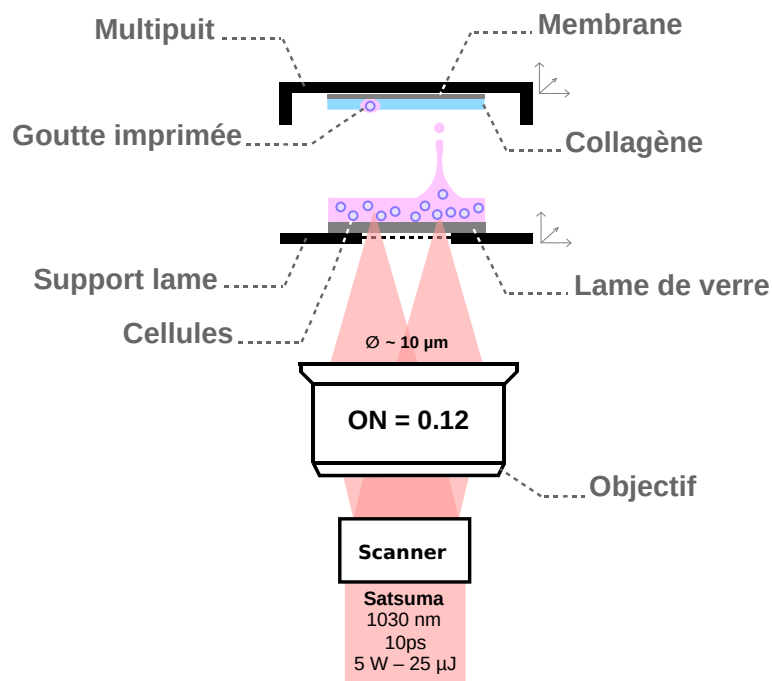 Multipuit
Membrane
Goutte imprimée
Collagène
Support lame
Lame de verre
Cellules
∅ ~ 10 µm
ON = 0.12
Objectif
Scanner
Satsuma
1030 nm
10ps
5 W – 25 µJ